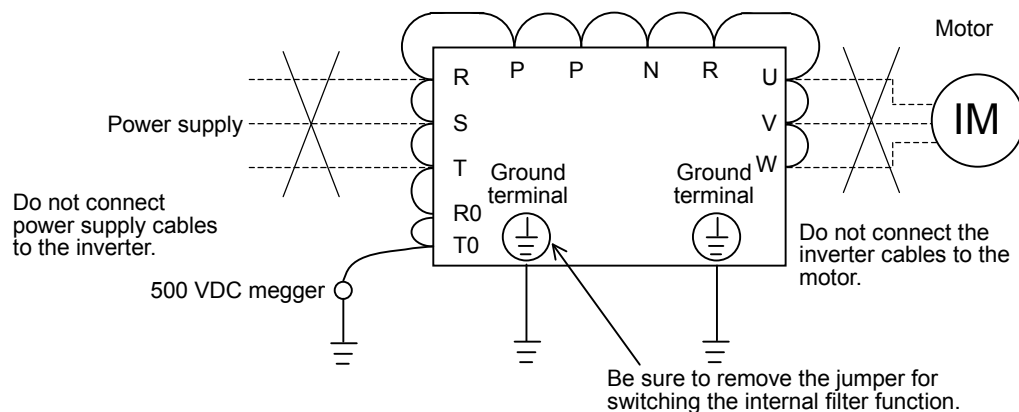 Motor
P P N R
R U
IM
Power supply S V
T W
Ground terminal
Ground terminal
Do not connect
power supply cables
to the inverter.
R0
T0
Do not connect the
inverter cables to the
motor.
500 VDC megger
Be sure to remove the jumper for
switching the internal filter function.